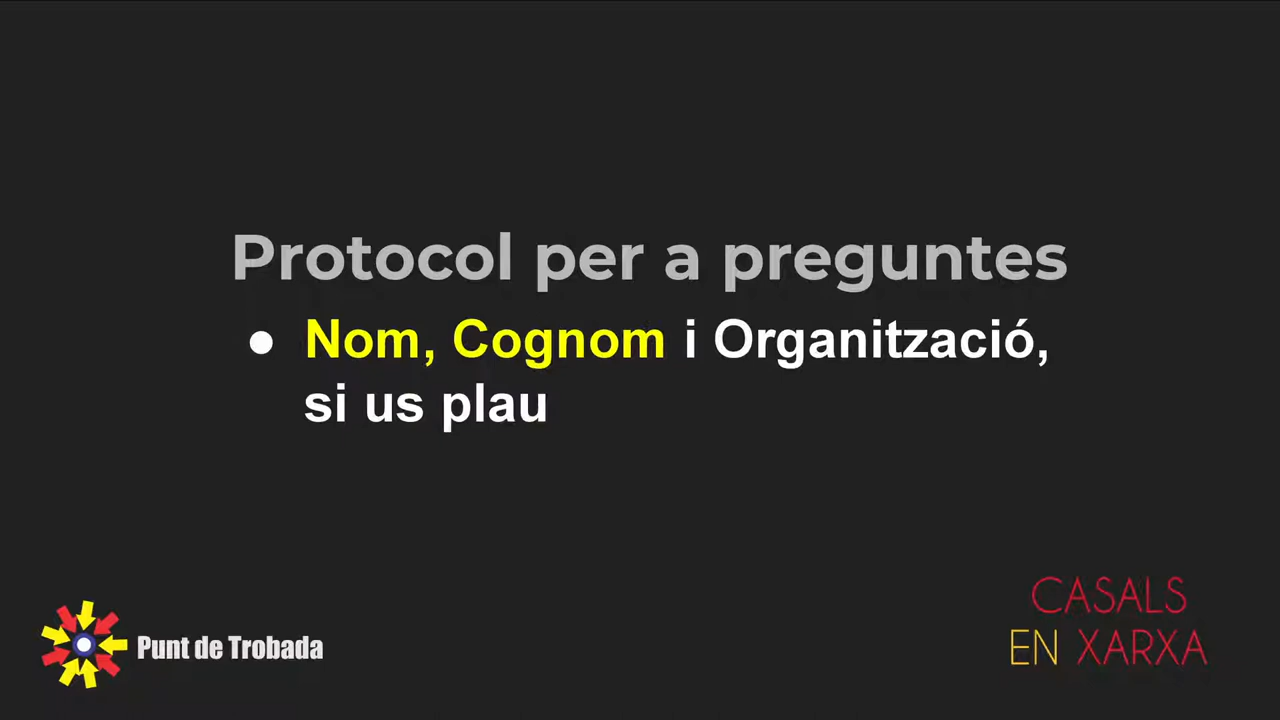 Protocol per a preguntes
● Nom, Cognom i Organització,
si us plau
Punt de Trobada
CASALS
EN XARXA